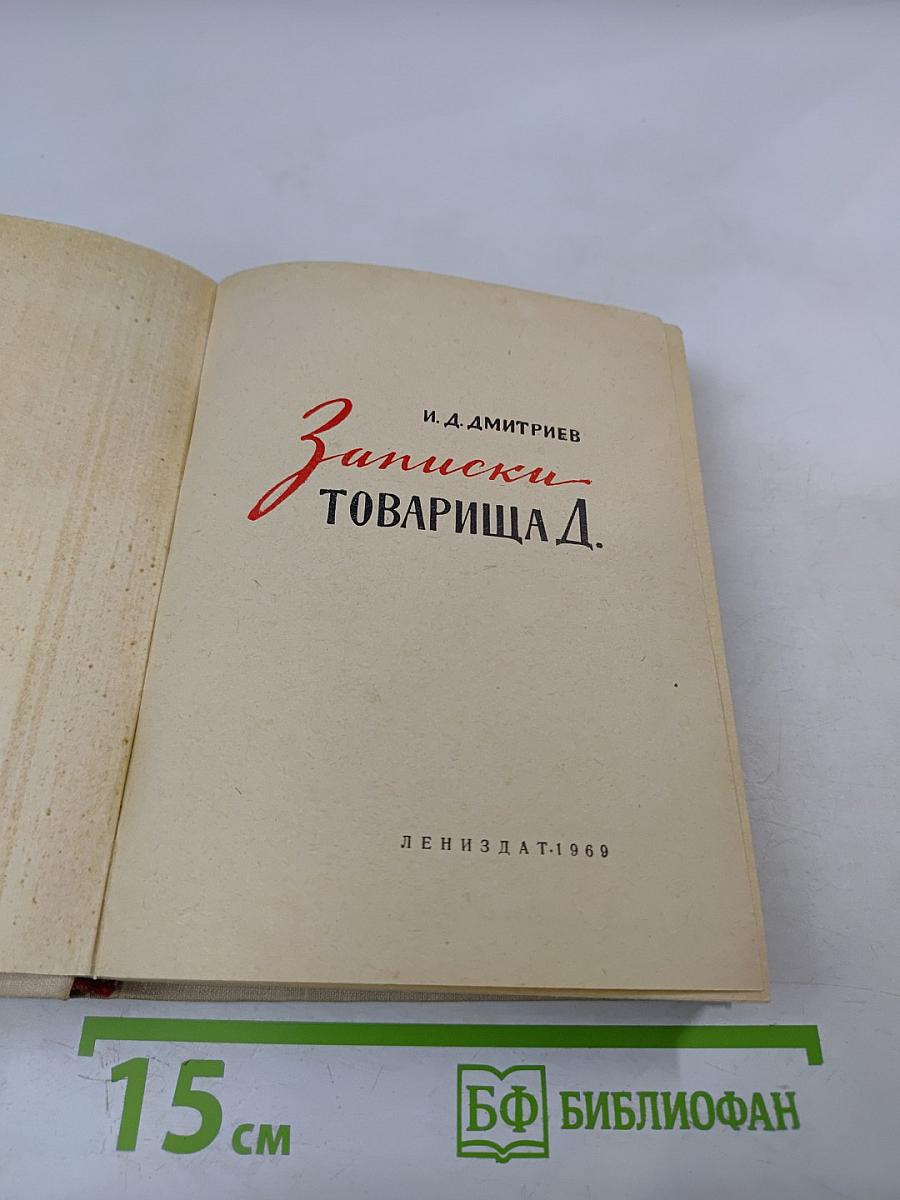 И. Д. ДМИТРИЕВ
Записки
ТОВАРИЩА Д.
ЛЕНИЗДАТ·1969
15 см
БФ БИБЛИОФАН